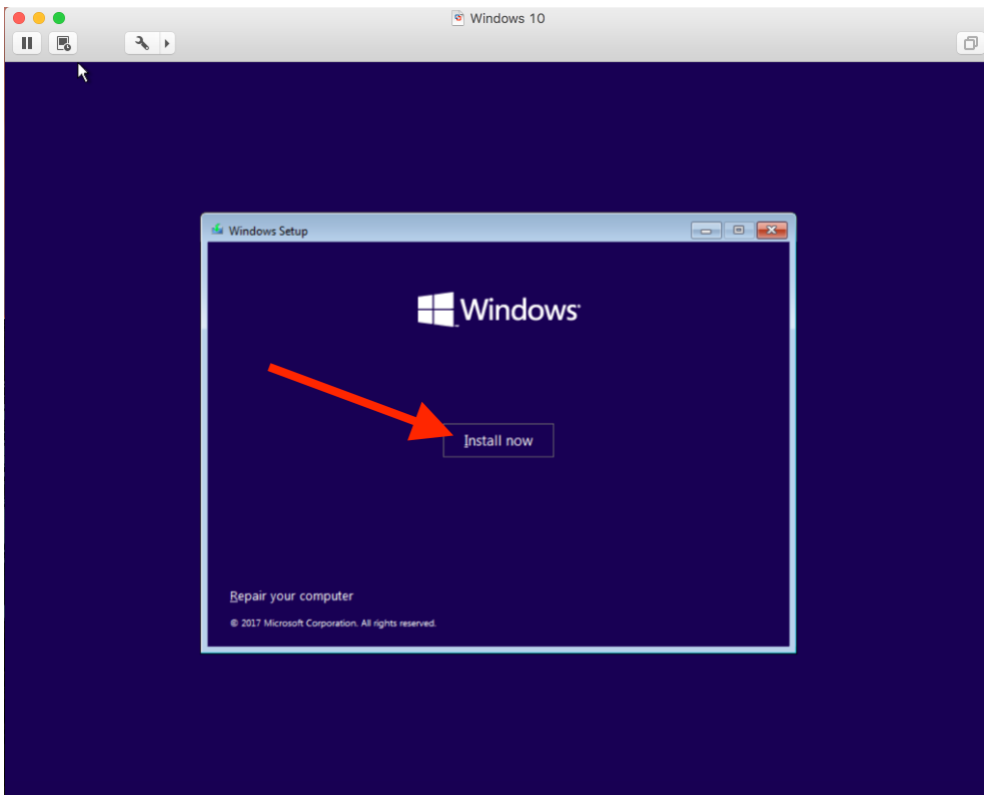 Windows 10
Windows Setup
Windows
Install now
Repair your computer
© 2017 Microsoft Corporation. All rights reserved.